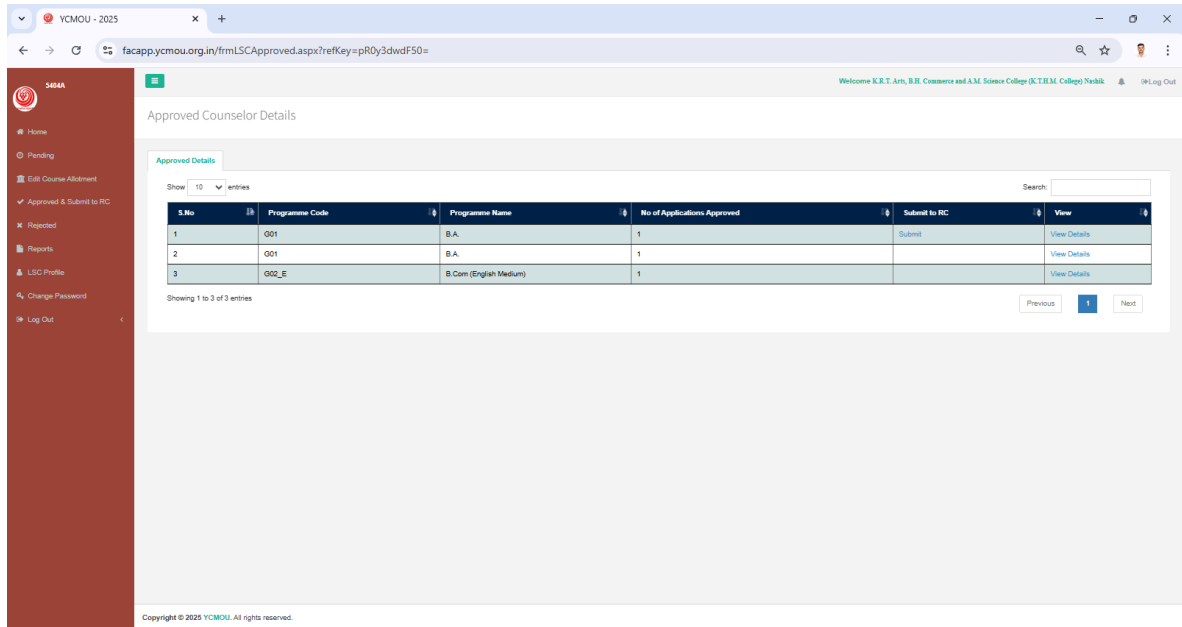 YCMOU - 2025
facapp.ycmou.org.in/frmLSCApproved.aspx?refKey=pR0y3dwdF50=
5404A
Welcome K.R.T. Arts, B.H. Commerce and A.M. Science College (K.T.H.M. College) Nashik
Log Out
Home
Pending
Edit Course Allotment
Approved & Submit to RC
Rejected
Reports
LSC Profile
Change Password
Log Out
Approved Counselor Details
Approved Details
Show 10 entries
Search:
S.No Programme Code Programme Name No of Applications Approved Submit to RC View
1 G01 B.A. 1 Submit View Details
2 G01 B.A. 1 View Details
3 G02_E B.Com (English Medium) 1 View Details
Showing 1 to 3 of 3 entries
Previous 1 Next
Copyright © 2025 YCMOU. All rights reserved.